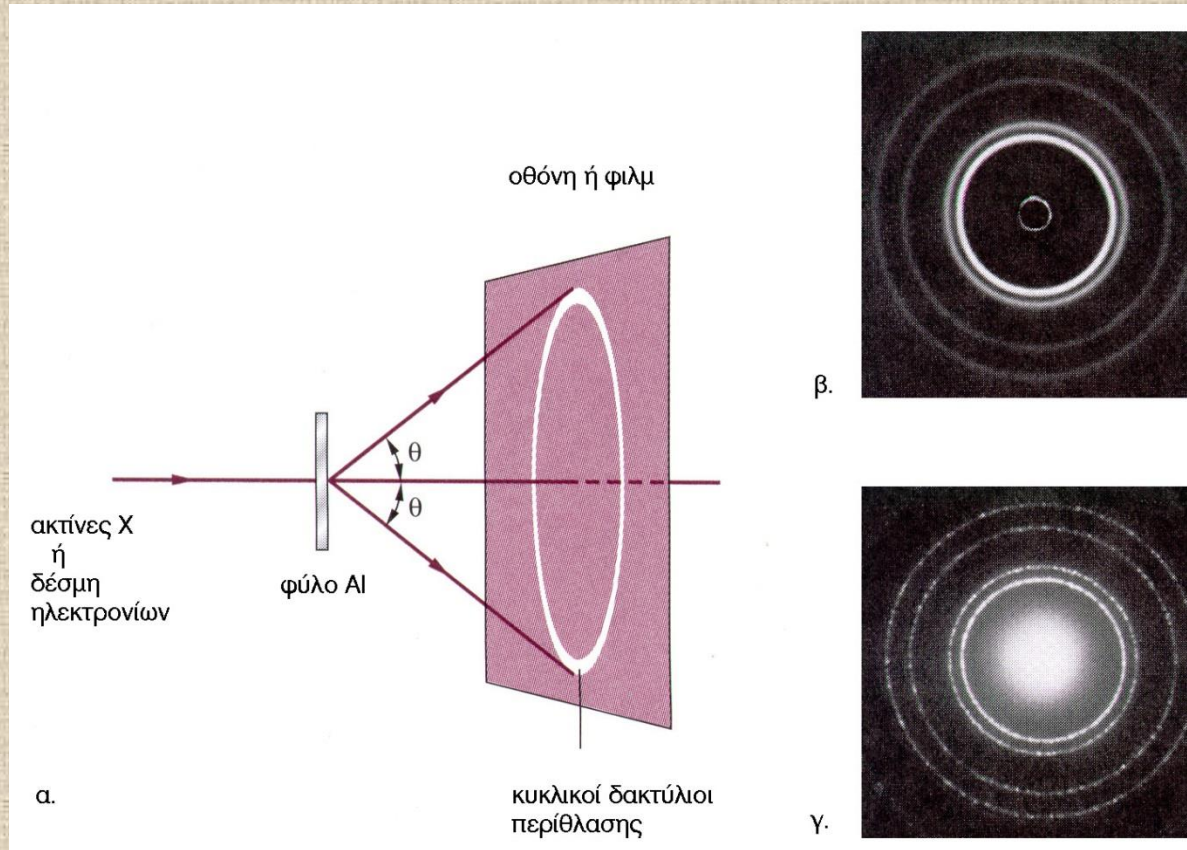 οθόνη ή φιλμ
β.
θ
θ
ακτίνες Χ
ή
δέσμη
ηλεκτρονίων
φύλο Al
α.
κυκλικοί δακτύλιοι
περίθλασης
γ.